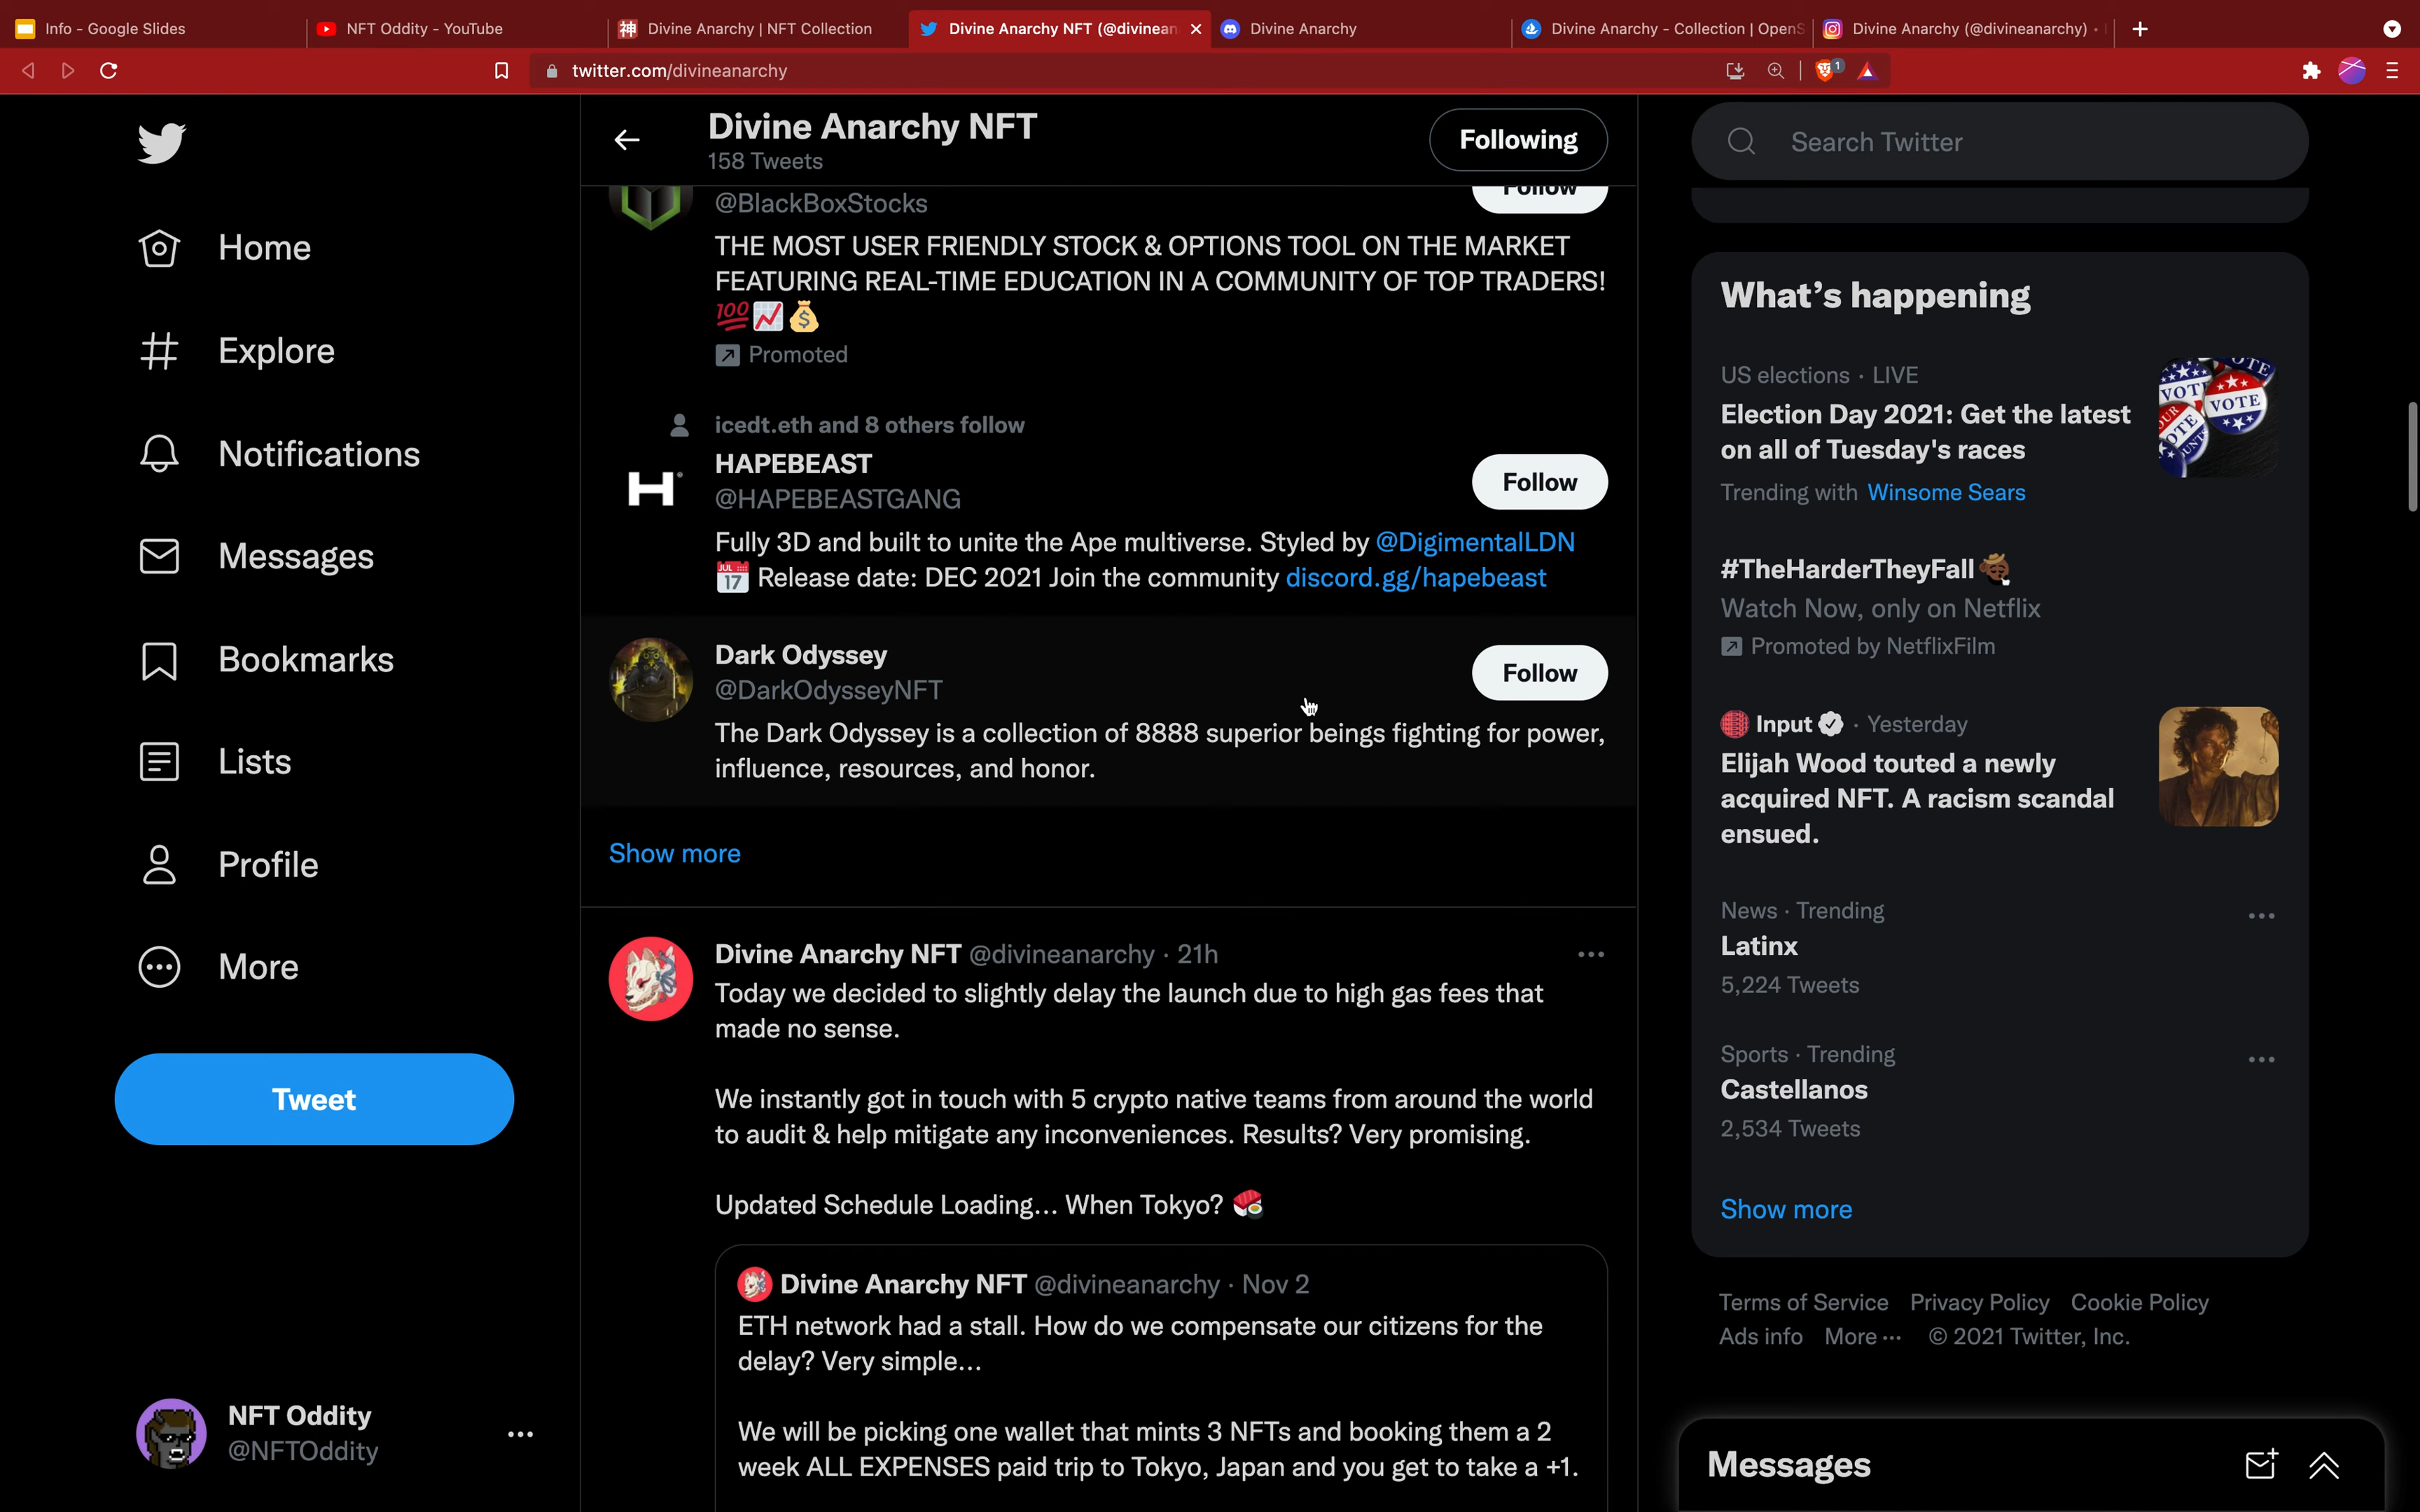 Info - Google Slides
NFT Oddity - YouTube
Divine Anarchy | NFT Collection
Divine Anarchy NFT (@divinean
Divine Anarchy
Divine Anarchy - Collection | OpenS
Divine Anarchy (@divineanarchy) •
twitter.com/divineanarchy
1
Home
Explore
Notifications
Messages
Bookmarks
Lists
Profile
More
Tweet
NFT Oddity
@NFTOddity
Divine Anarchy NFT
158 Tweets
Following
@BlackBoxStocks
Follow
THE MOST USER FRIENDLY STOCK & OPTIONS TOOL ON THE MARKET
FEATURING REAL-TIME EDUCATION IN A COMMUNITY OF TOP TRADERS!
💯📈💰
Promoted
icedt.eth and 8 others follow
HAPEBEAST
@HAPEBEASTGANG
Follow
Fully 3D and built to unite the Ape multiverse. Styled by @DigimentalLDN
📅 Release date: DEC 2021 Join the community discord.gg/hapebeast
Dark Odyssey
@DarkOdysseyNFT
Follow
The Dark Odyssey is a collection of 8888 superior beings fighting for power,
influence, resources, and honor.
Show more
Divine Anarchy NFT @divineanarchy · 21h
Today we decided to slightly delay the launch due to high gas fees that
made no sense.
We instantly got in touch with 5 crypto native teams from around the world
to audit & help mitigate any inconveniences. Results? Very promising.
Updated Schedule Loading... When Tokyo? 🍣
Divine Anarchy NFT @divineanarchy · Nov 2
ETH network had a stall. How do we compensate our citizens for the
delay? Very simple...
We will be picking one wallet that mints 3 NFTs and booking them a 2
week ALL EXPENSES paid trip to Tokyo, Japan and you get to take a +1.
Search Twitter
What's happening
US elections · LIVE
Election Day 2021: Get the latest
on all of Tuesday's races
Trending with Winsome Sears
#TheHarderTheyFall
Watch Now, only on Netflix
Promoted by NetflixFilm
Input · Yesterday
Elijah Wood touted a newly
acquired NFT. A racism scandal
ensued.
News · Trending
Latinx
5,224 Tweets
Sports · Trending
Castellanos
2,534 Tweets
Show more
Terms of Service Privacy Policy Cookie Policy
Ads info More ··· © 2021 Twitter, Inc.
Messages